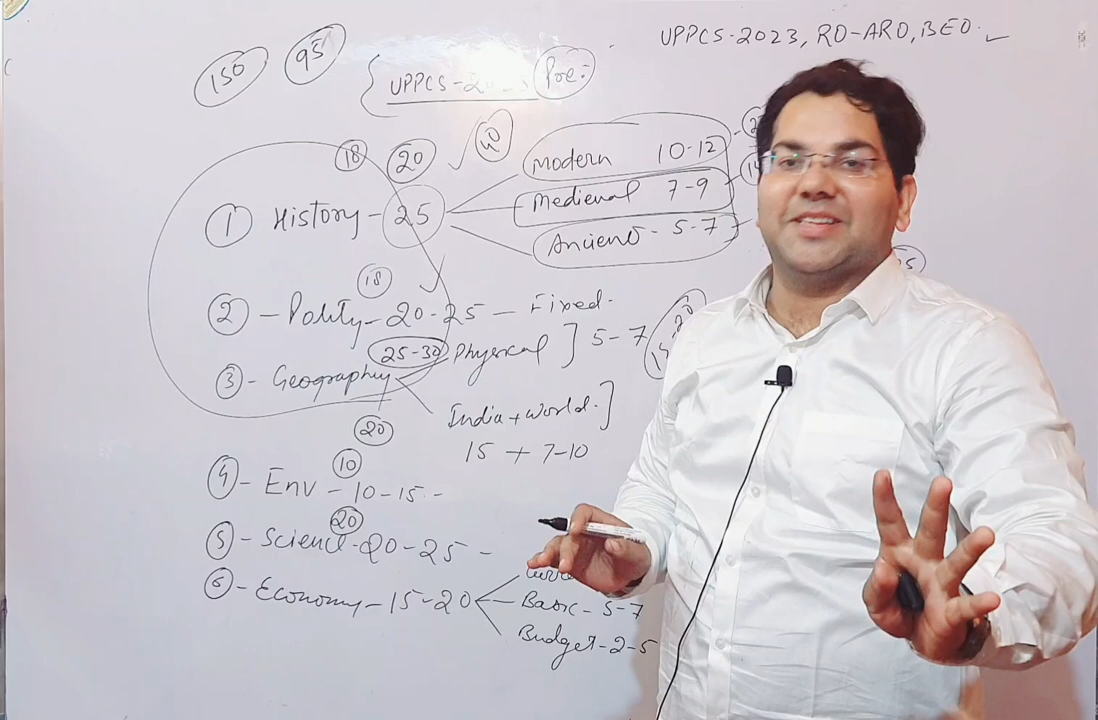 UPPCS-2023, RO-ARO, BEO.
150 95
UPPCS-20 Pre:
18 20
① History - 25
Modern 10-12
Medieval 7-9
Ancient - 5-7
18
② - Polity - 20-25 - Fixed.
③ - Geography 25-30
Physical ] 5-7
India + World. ]
15 + 7-10
20
10
④ - Env - 10-15 -
20
⑤ - Science - 20-25 -
⑥ - Economy - 15-20
Basic - 5-7
Budget - 2-5